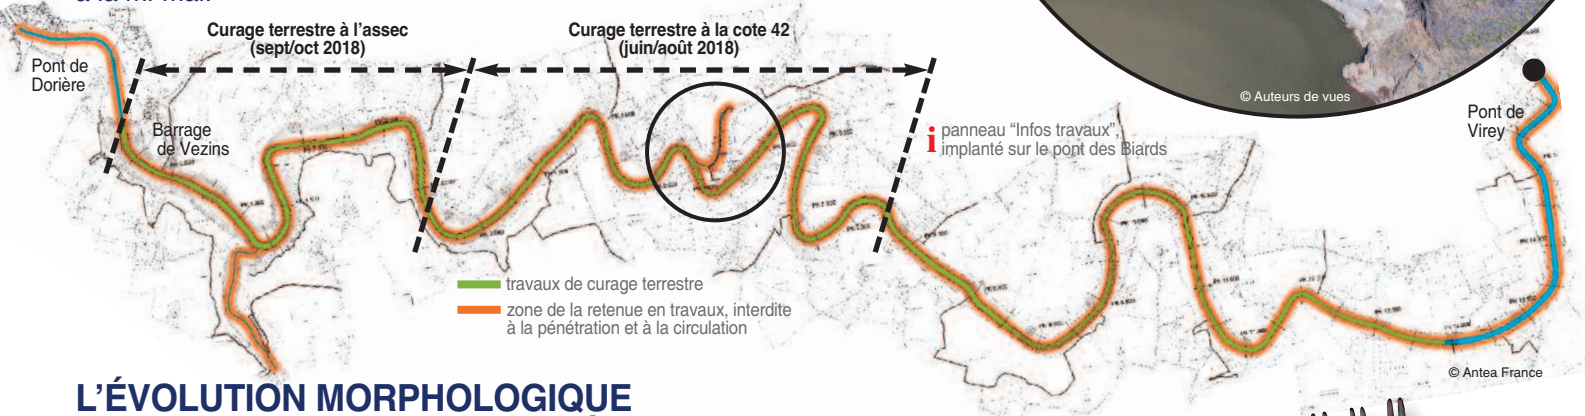 Curage terrestre à l'assec
(sept/oct 2018)
Curage terrestre à la cote 42
(juin/août 2018)
Pont de
Dorière
Barrage
de Vezins
© Auteurs de vues
Pont de
Virey
i panneau "Infos travaux",
implanté sur le pont des Biards
travaux de curage terrestre
zone de la retenue en travaux, interdite
à la pénétration et à la circulation
© Antea France
L'ÉVOLUTION MORPHOLOGIQUE